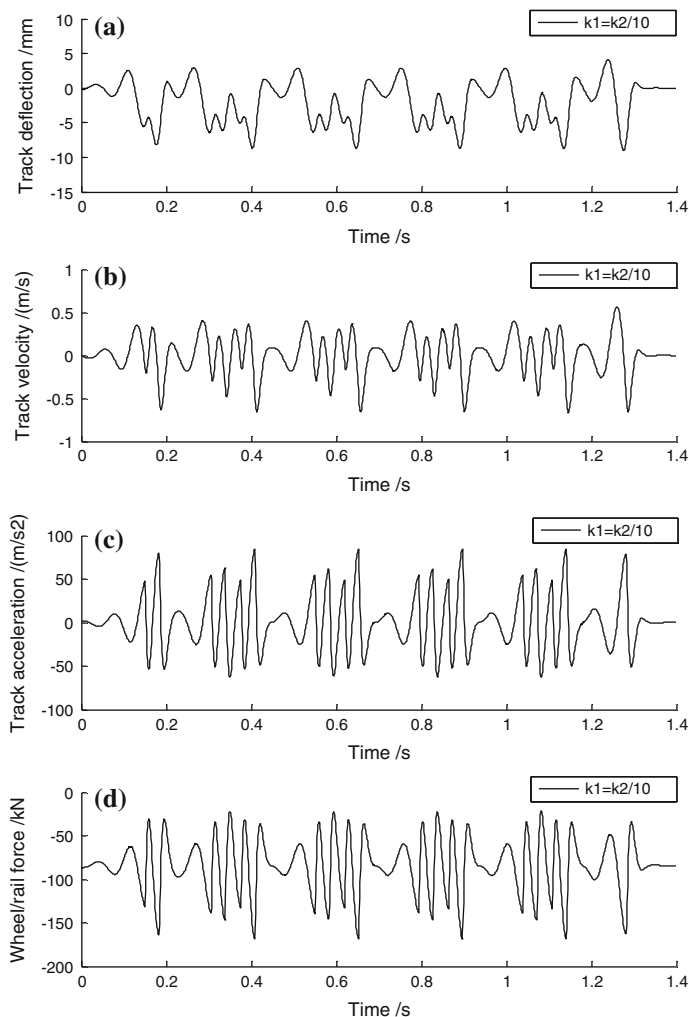 (a)
k1=k2/10
Track deflection /mm
10
5
0
-5
-10
-15
0 0.2 0.4 0.6 0.8 1 1.2 1.4
Time /s
(b)
k1=k2/10
Track velocity /(m/s)
1
0.5
0
-0.5
-1
0 0.2 0.4 0.6 0.8 1 1.2 1.4
Time /s
(c)
k1=k2/10
Track acceleration /(m/s2)
100
50
0
-50
-100
0 0.2 0.4 0.6 0.8 1 1.2 1.4
Time /s
(d)
k1=k2/10
Wheel/rail force /kN
0
-50
-100
-150
-200
0 0.2 0.4 0.6 0.8 1 1.2 1.4
Time /s